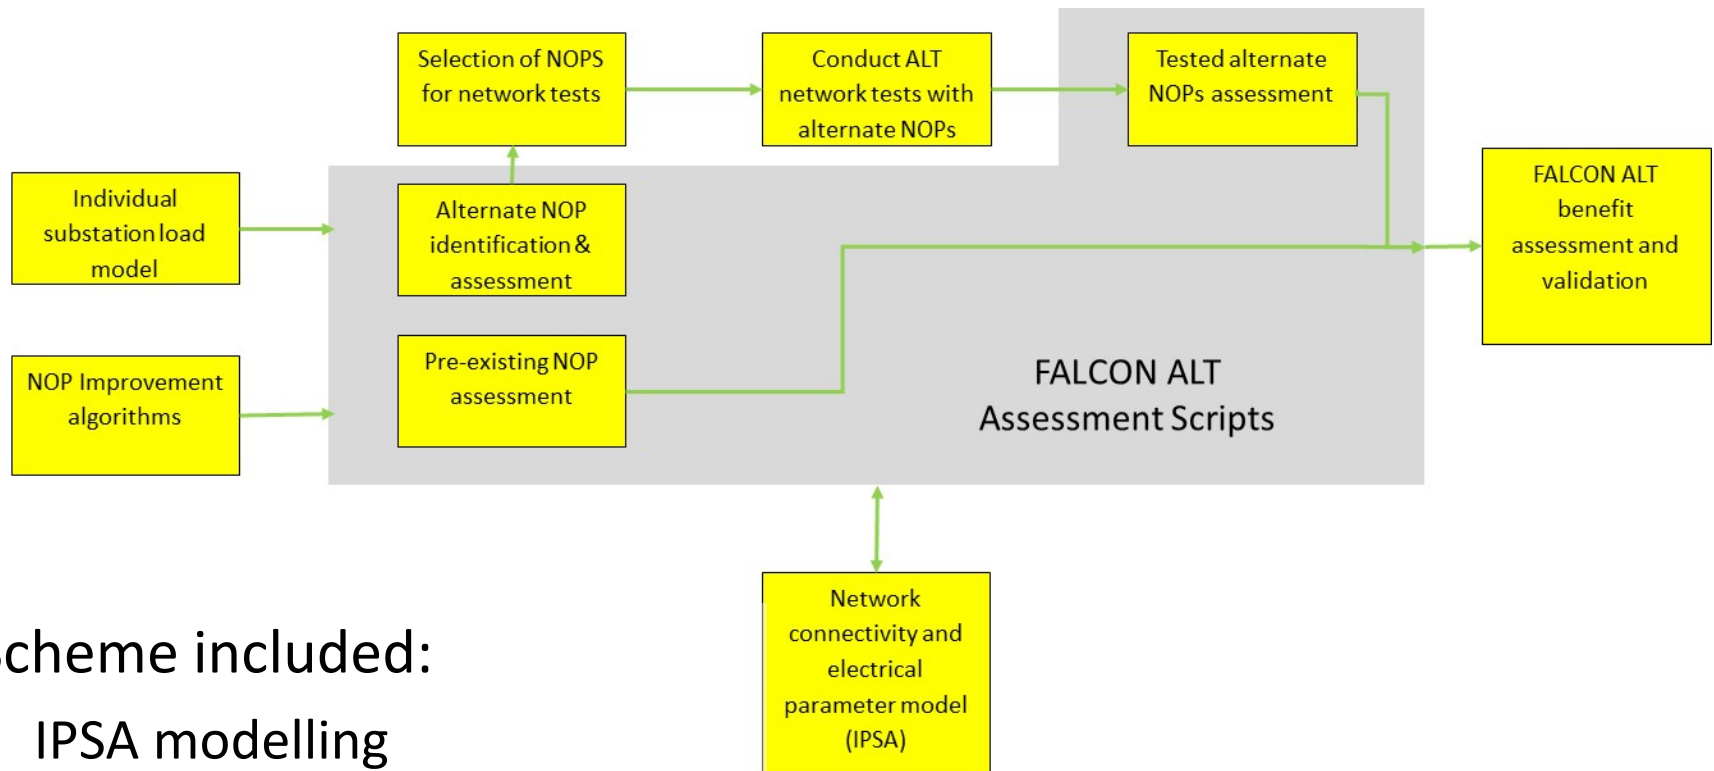 Selection of NOPS
for network tests
Conduct ALT
network tests with
alternate NOPs
Tested alternate
NOPs assessment
Individual
substation load
model
Alternate NOP
identification &
assessment
FALCON ALT
benefit
assessment and
validation
NOP Improvement
algorithms
Pre-existing NOP
assessment
FALCON ALT
Assessment Scripts
Network
connectivity and
electrical
parameter model
(IPSA)
cheme included:
IPSA modelling